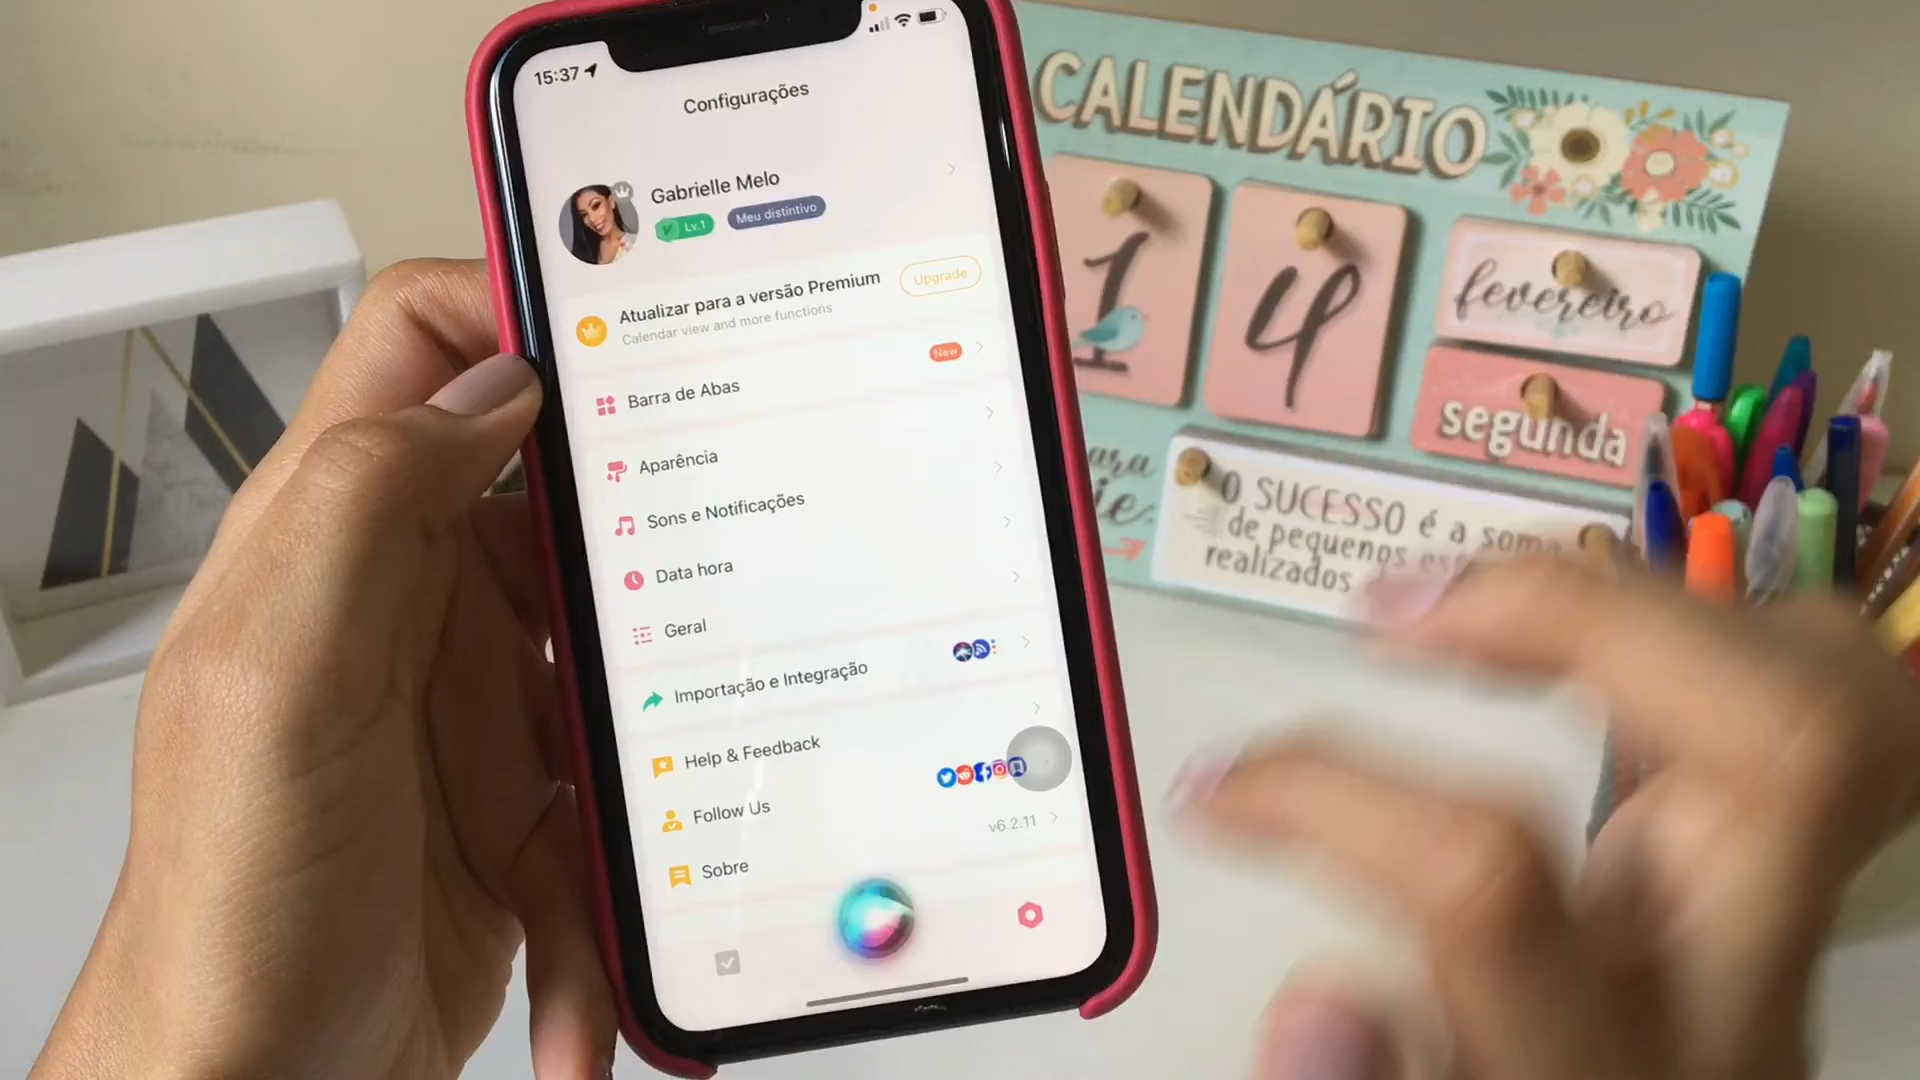 15:37
Configurações
Gabrielle Melo
Lv.1
Meu distintivo
Atualizar para a versão Premium
Upgrade
Calendar view and more functions
Barra de Abas
New
Aparência
Sons e Notificações
Data hora
Geral
Importação e Integração
Help & Feedback
Follow Us
Sobre
v6.2.11
CALENDÁRIO
1
4
fevereiro
segunda
O SUCESSO é a soma
de pequenos
realizados